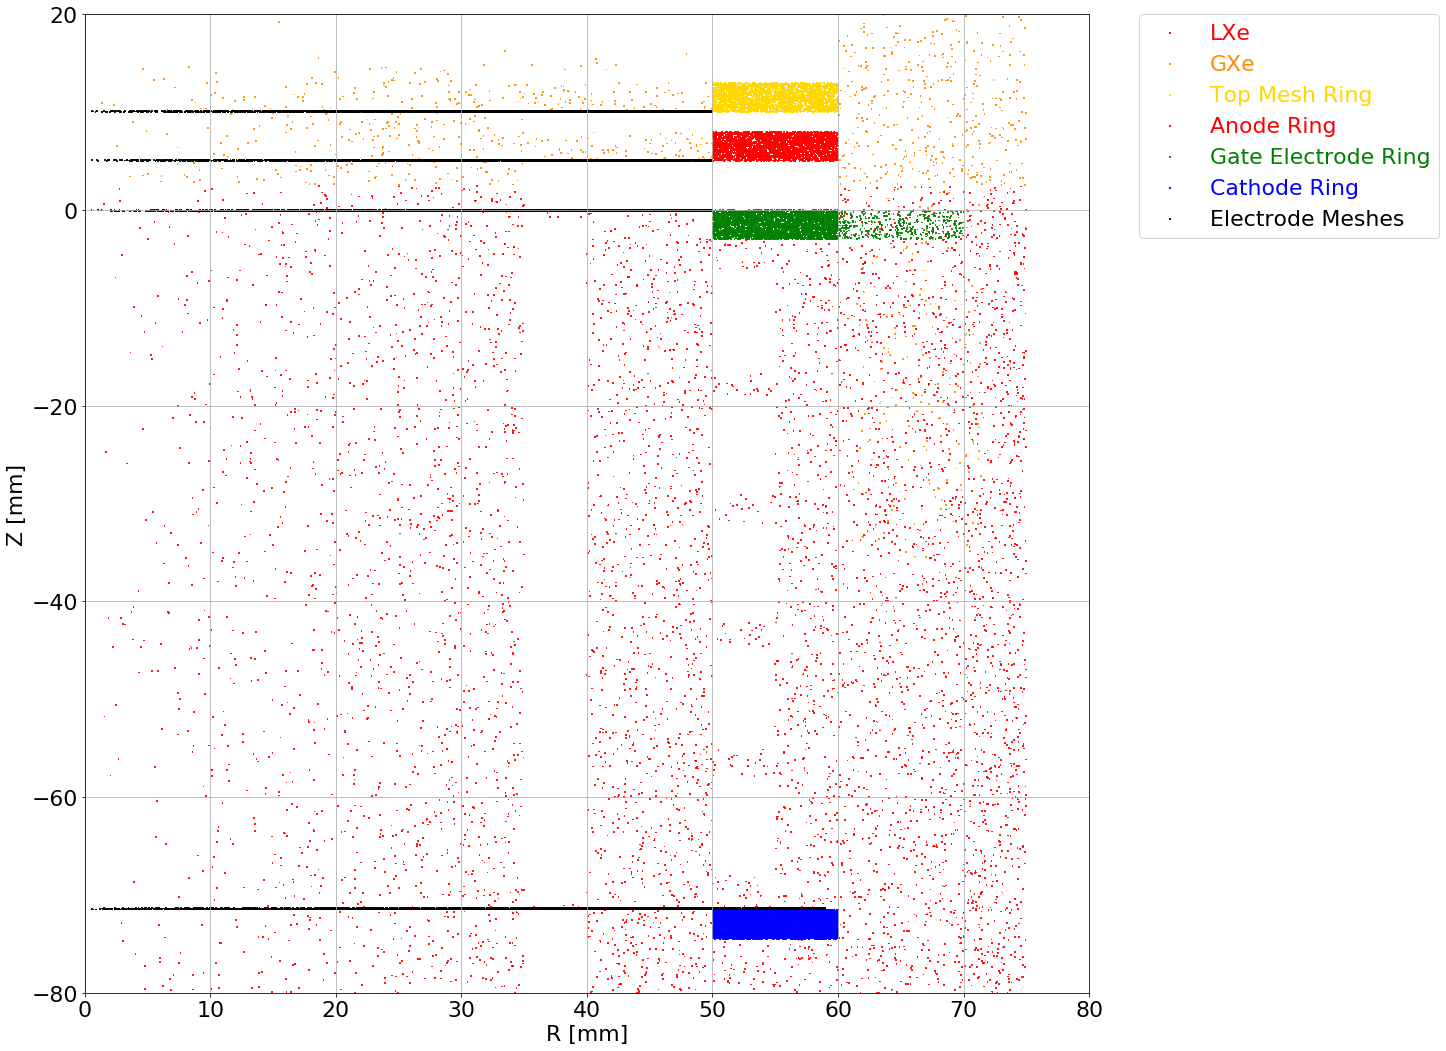 20
0
−20
−40
−60
−80
Z [mm]
0 10 20 30 40 50 60 70 80
R [mm]
LXe
GXe
Top Mesh Ring
Anode Ring
Gate Electrode Ring
Cathode Ring
Electrode Meshes